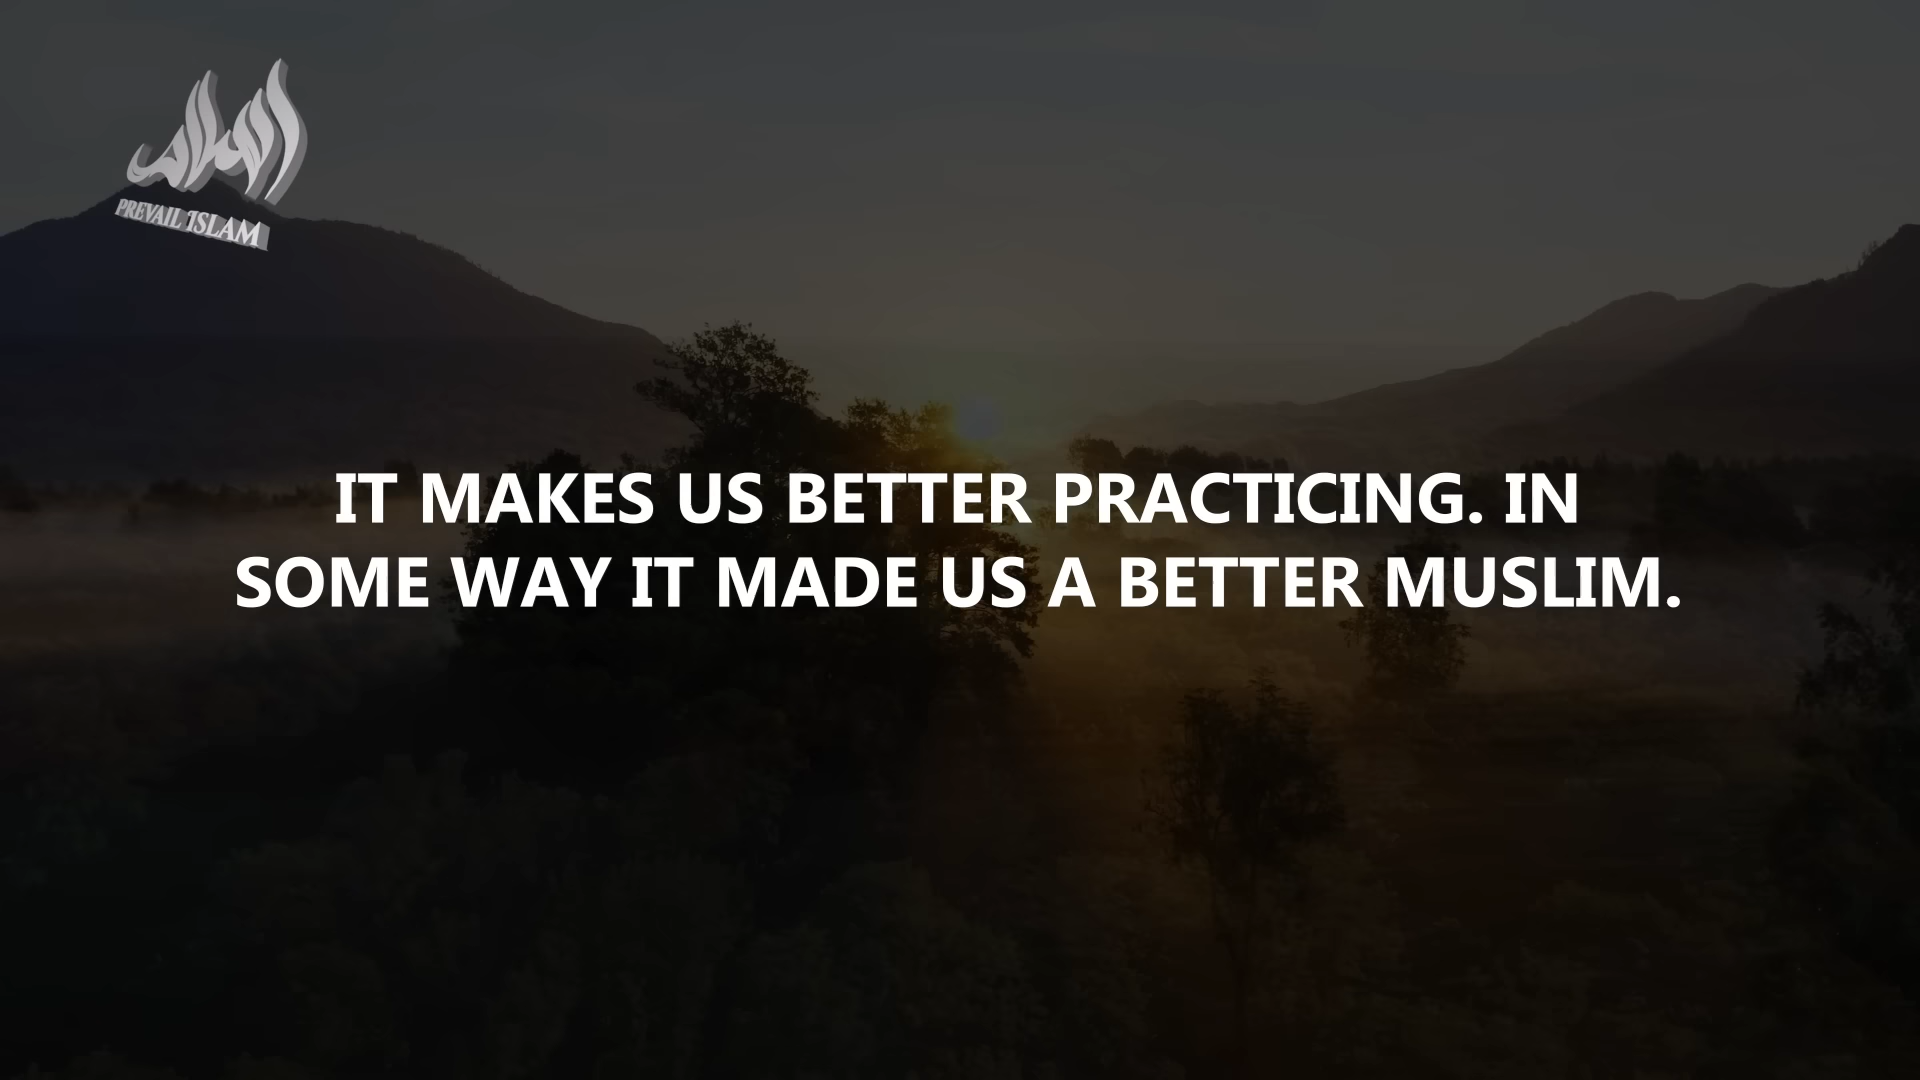 PREVAIL ISLAM
IT MAKES US BETTER PRACTICING. IN
SOME WAY IT MADE US A BETTER MUSLIM.